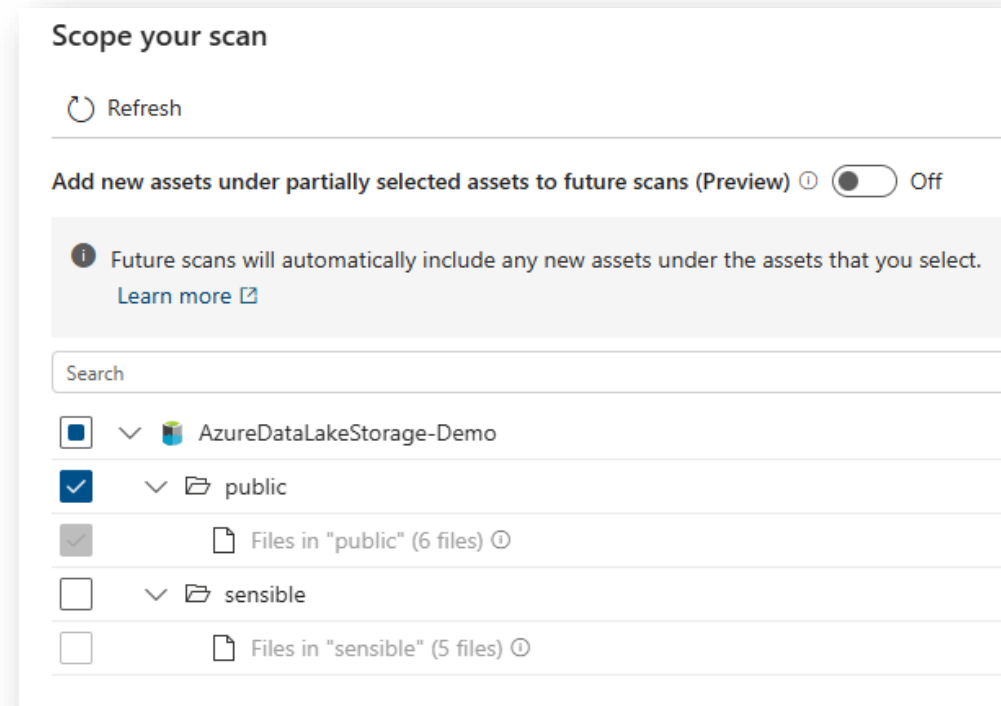 Scope your scan
Refresh
Add new assets under partially selected assets to future scans (Preview) Off
Future scans will automatically include any new assets under the assets that you select.
Learn more
Search
AzureDataLakeStorage-Demo
public
Files in "public" (6 files)
sensible
Files in "sensible" (5 files)